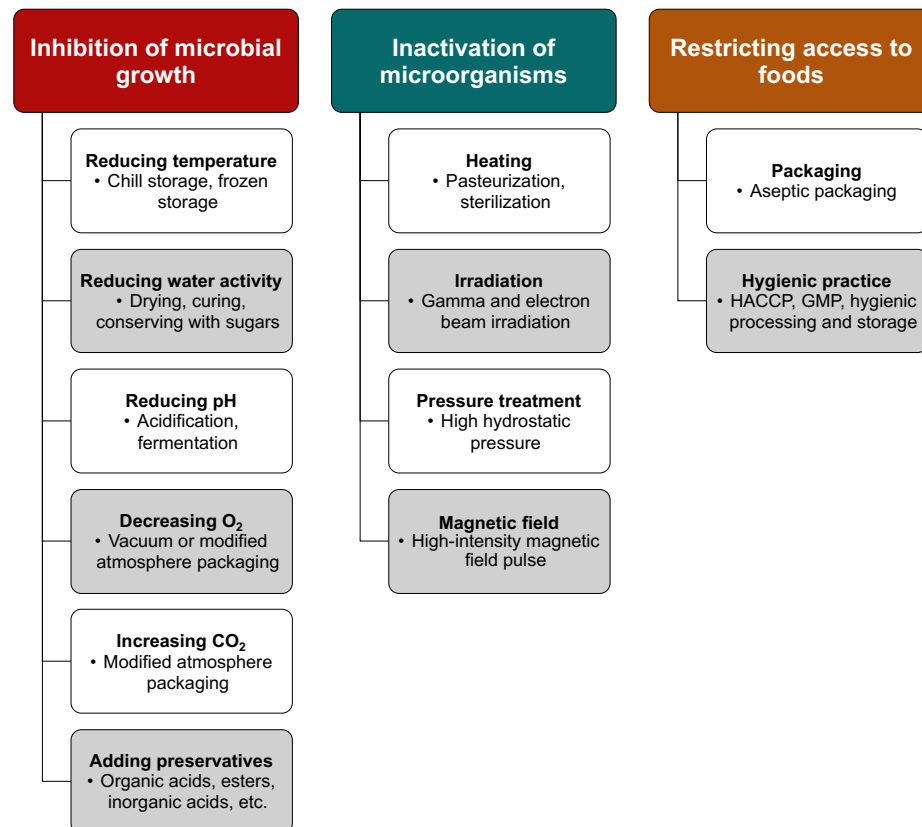 Inhibition of microbial
growth
Reducing temperature
• Chill storage, frozen
storage
Reducing water activity
• Drying, curing,
conserving with sugars
Reducing pH
• Acidification,
fermentation
Decreasing O₂
• Vacuum or modified
atmosphere packaging
Increasing CO₂
• Modified atmosphere
packaging
Adding preservatives
• Organic acids, esters,
inorganic acids, etc.
Inactivation of
microorganisms
Heating
• Pasteurization,
sterilization
Irradiation
• Gamma and electron
beam irradiation
Pressure treatment
• High hydrostatic
pressure
Magnetic field
• High-intensity magnetic
field pulse
Restricting access to
foods
Packaging
• Aseptic packaging
Hygienic practice
• HACCP, GMP, hygienic
processing and storage